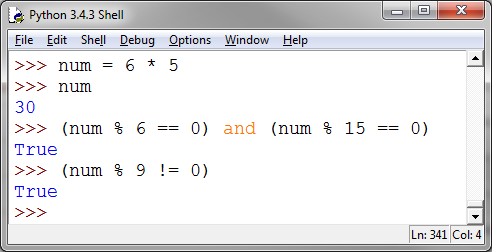 Python 3.4.3 Shell
File Edit Shell Debug Options Window Help
>>> num = 6 * 5
>>> num
30
>>> (num % 6 == 0) and (num % 15 == 0)
True
>>> (num % 9 != 0)
True
>>>
Ln: 341 Col: 4